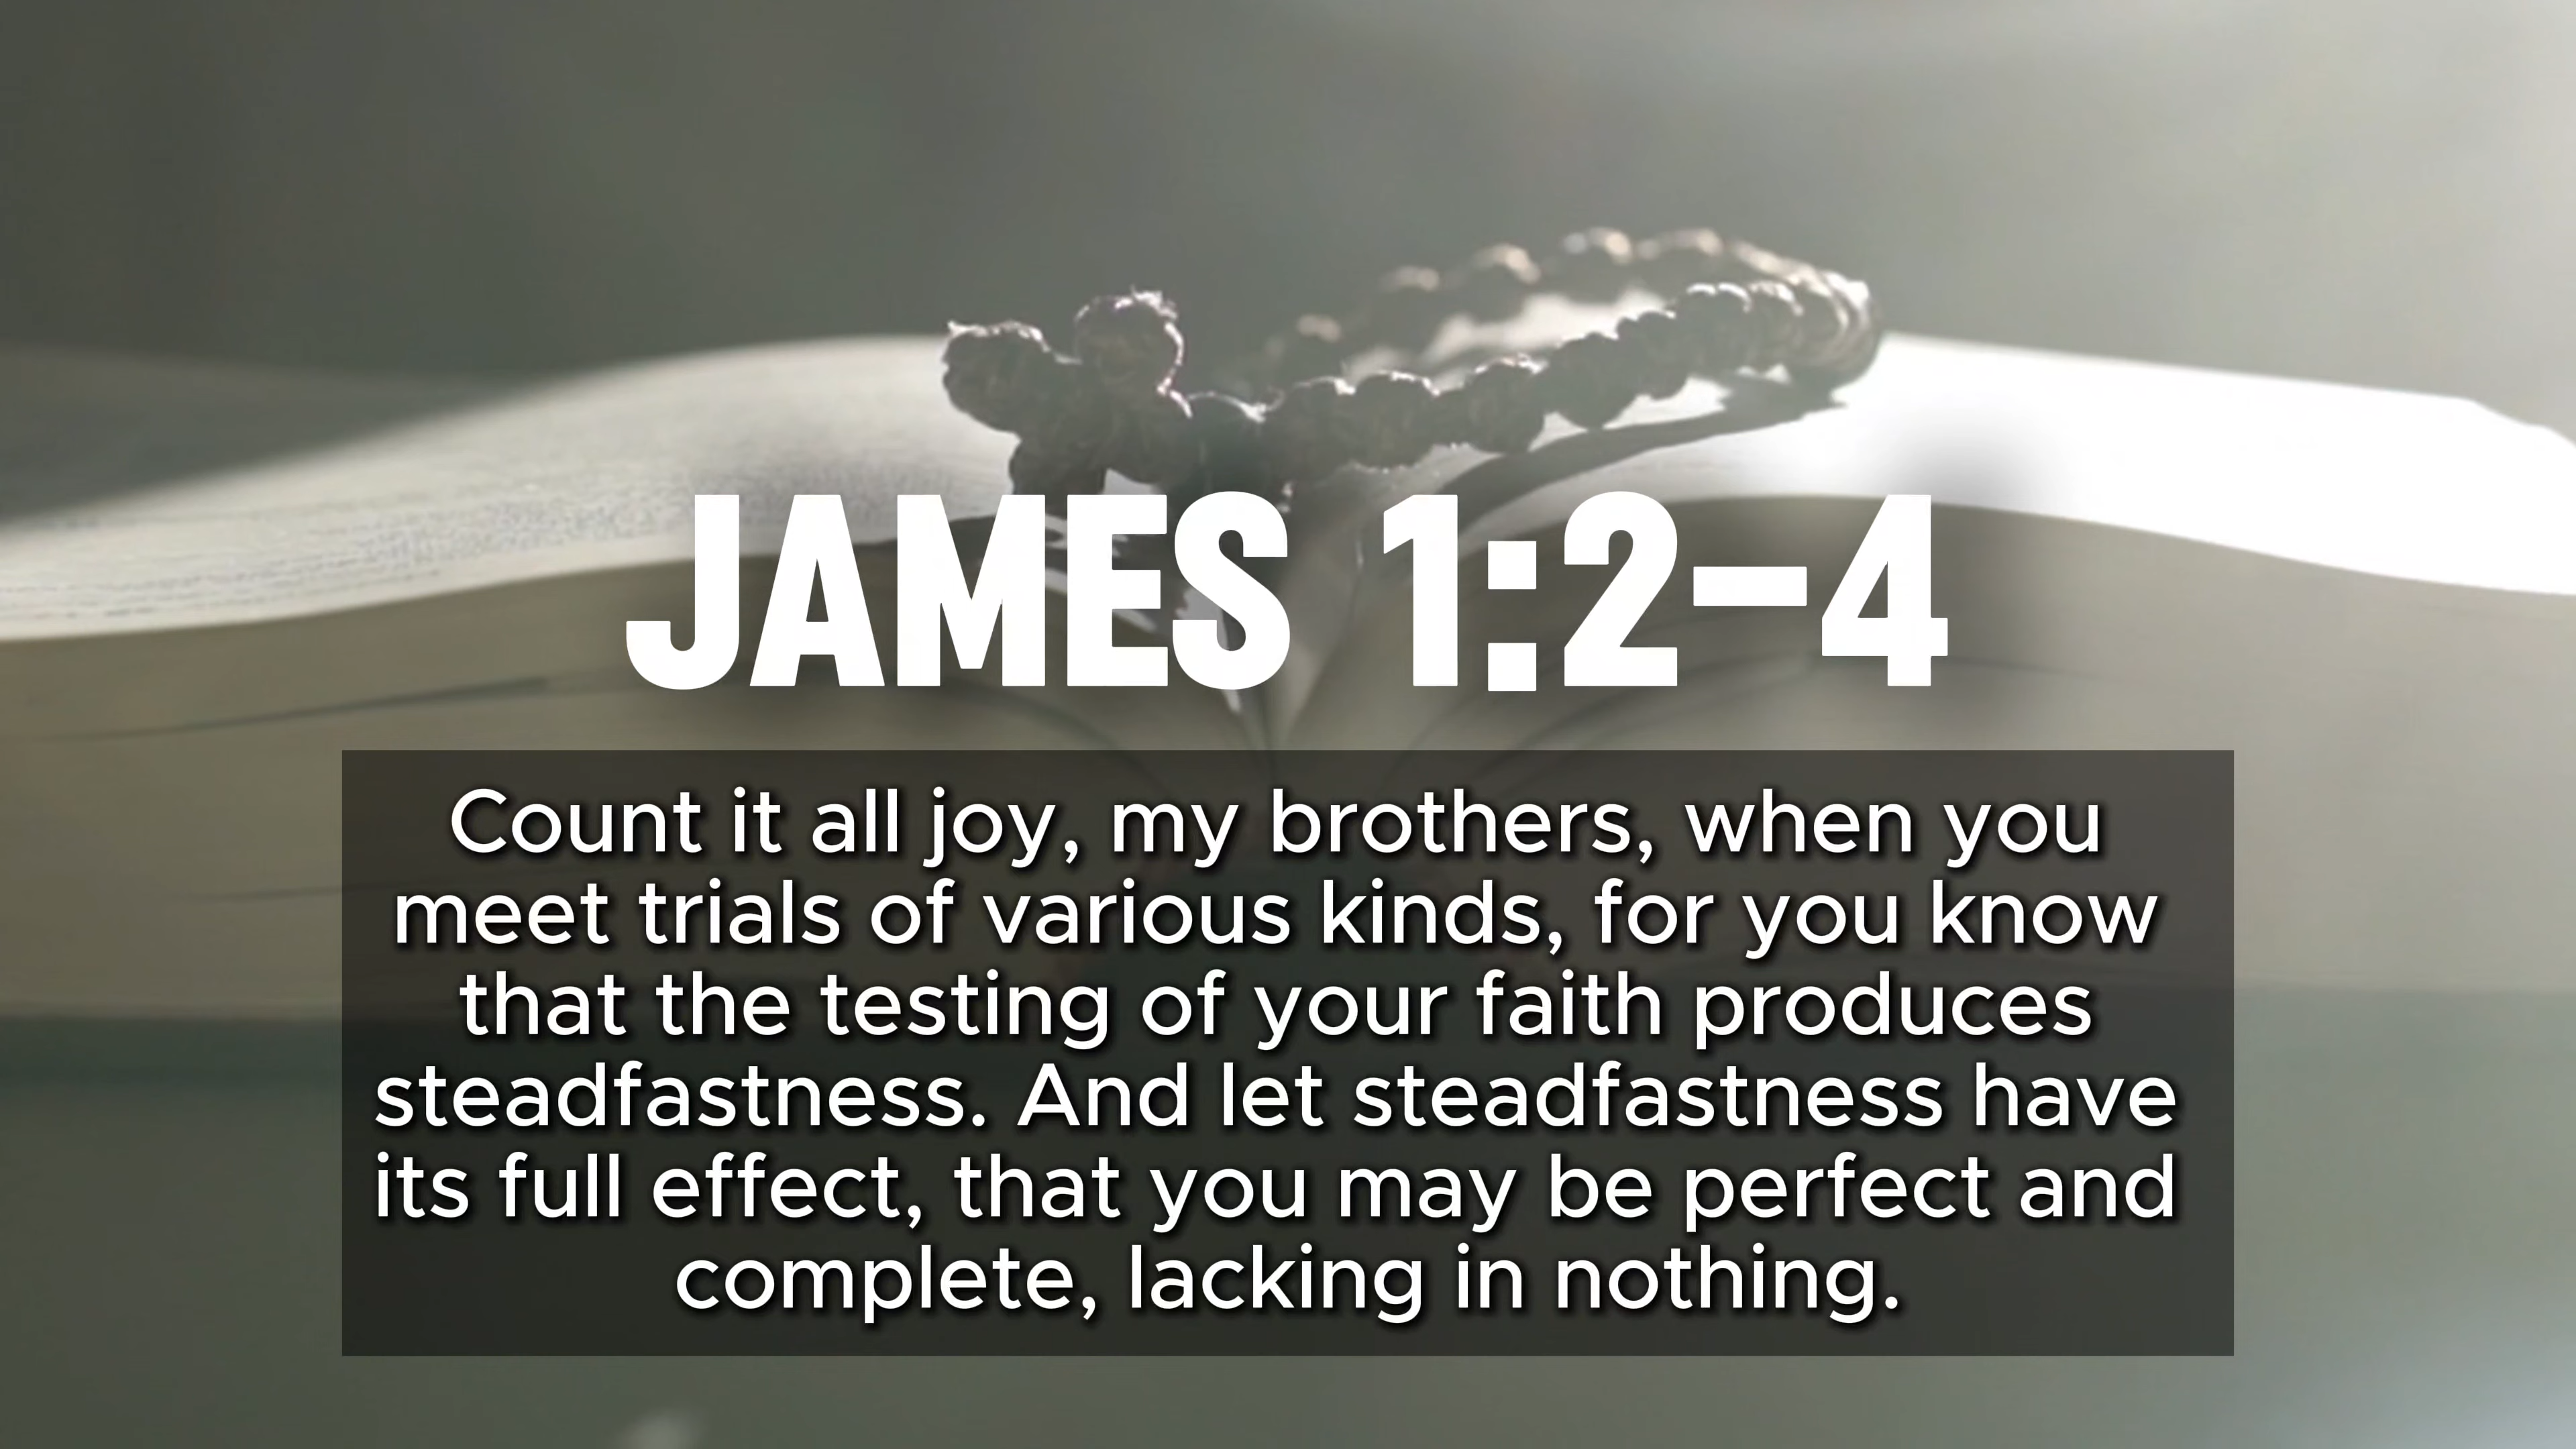 JAMES 1:2–4
Count it all joy, my brothers, when you
meet trials of various kinds, for you know
that the testing of your faith produces
steadfastness. And let steadfastness have
its full effect, that you may be perfect and
complete, lacking in nothing.